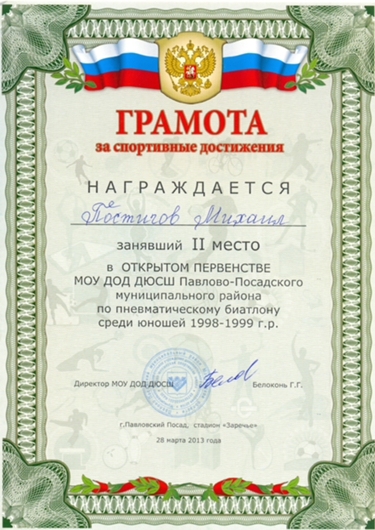 ГРАМОТА
за спортивные достижения
НАГРАЖДАЕТСЯ
Постигов Михаил
занявший II место
в ОТКРЫТОМ ПЕРВЕНСТВЕ
МОУ ДОД ДЮСШ Павлово-Посадского
муниципального района
по пневматическому биатлону
среди юношей 1998-1999 г.р.
Директор МОУ ДОД ДЮСШ Белоконь Г.Г.
г.Павловский Посад, стадион «Заречье»
28 марта 2013 года